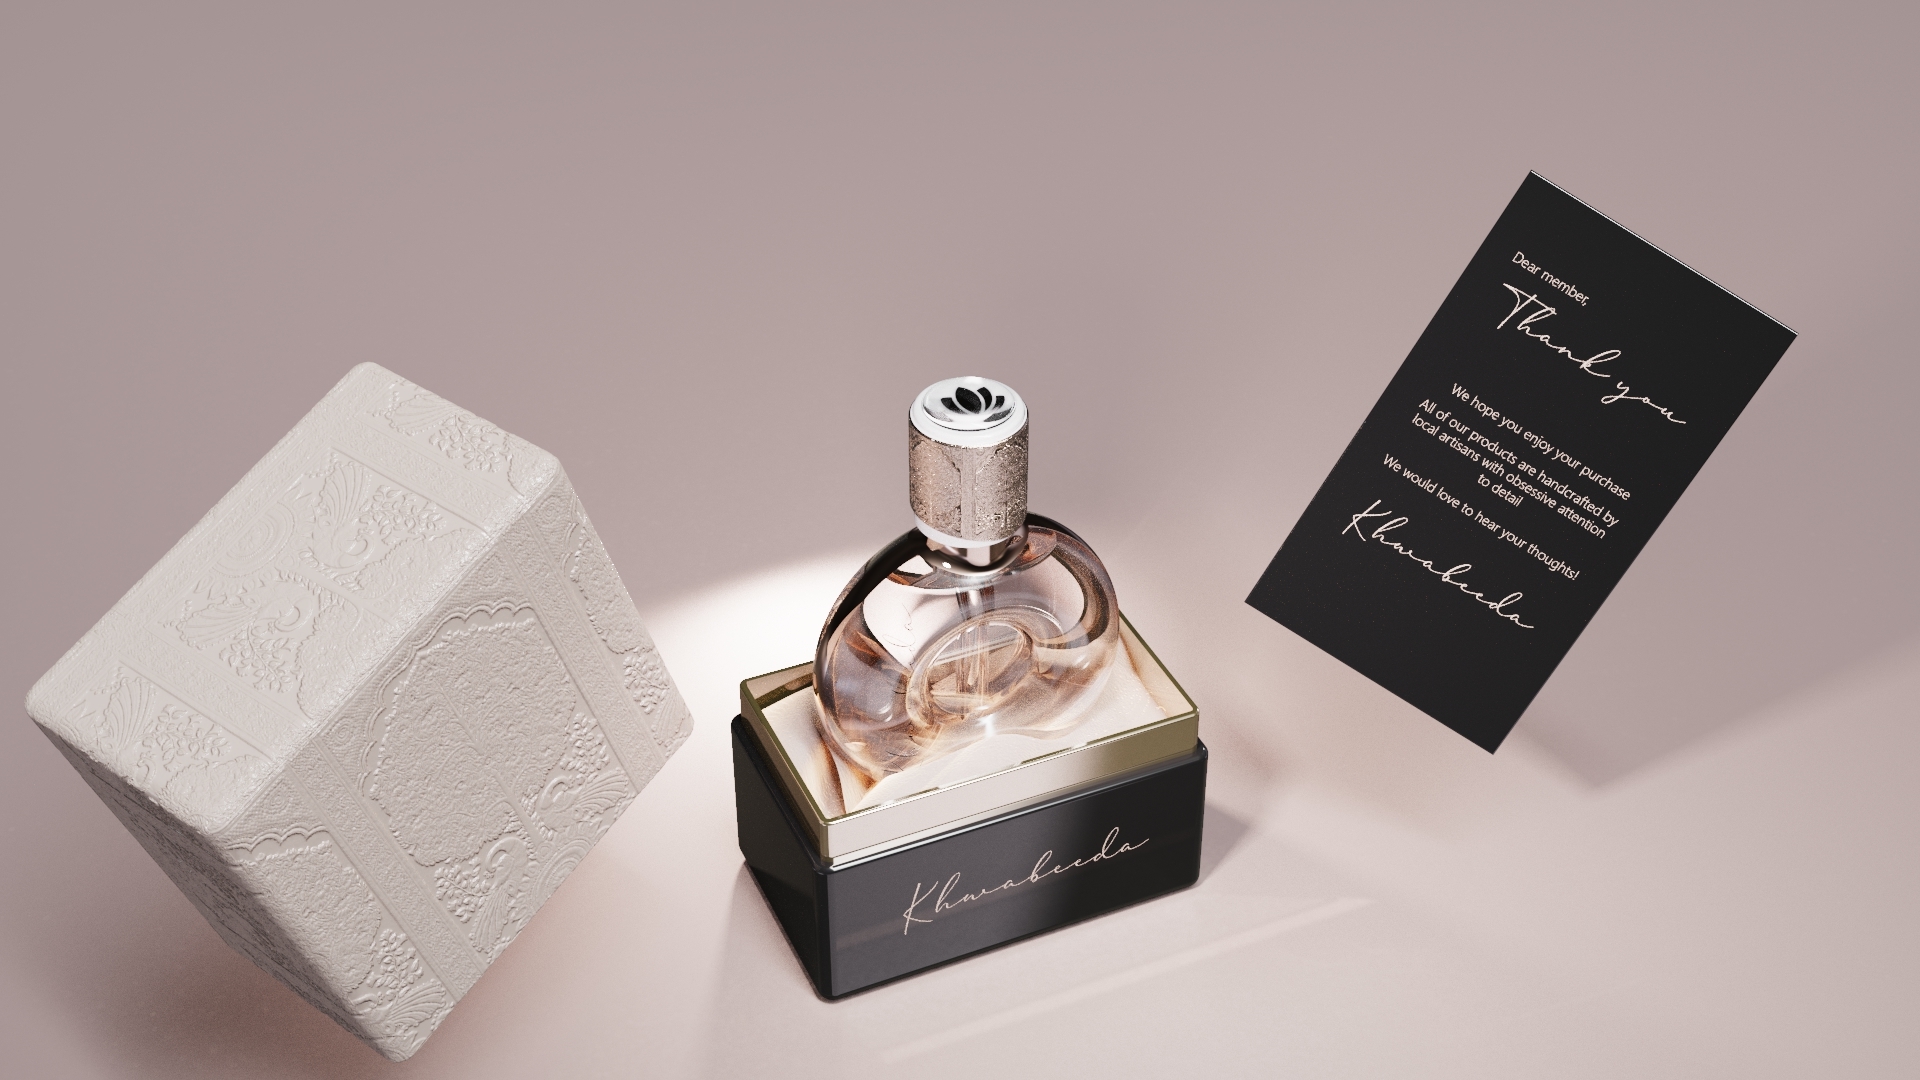 Khwabeeda
Dear member,
Thank you
We hope you enjoy your purchase
All of our products are handcrafted by
local artisans with obsessive attention
to detail
We would love to hear your thoughts!
Khwabeeda